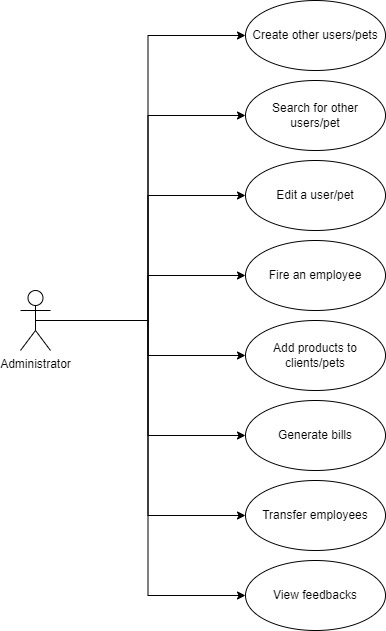 Create other users/pets
Search for other
users/pet
Edit a user/pet
Fire an employee
Administrator
Add products to
clients/pets
Generate bills
Transfer employees
View feedbacks